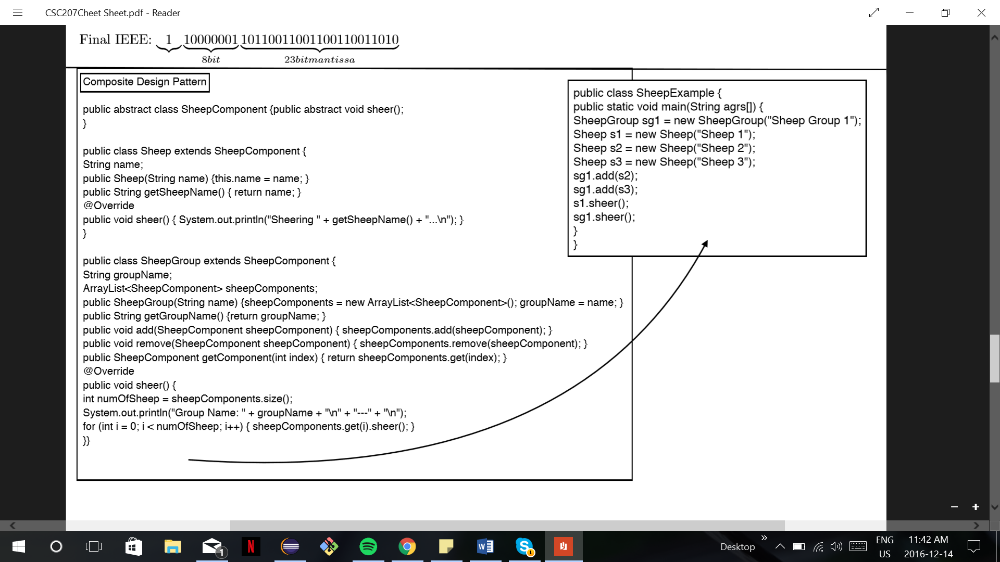 CSC207Cheet Sheet.pdf - Reader
Final IEEE: 1 10000001 10110011001100110011010
8bit 23bitmantissa
Composite Design Pattern
public abstract class SheepComponent {public abstract void sheer();
}
public class Sheep extends SheepComponent {
String name;
public Sheep(String name) {this.name = name; }
public String getSheepName() { return name; }
@Override
public void sheer() { System.out.println("Sheering " + getSheepName() + "...\n"); }
}
public class SheepGroup extends SheepComponent {
String groupName;
ArrayList<SheepComponent> sheepComponents;
public SheepGroup(String name) {sheepComponents = new ArrayList<SheepComponent>(); groupName = name; }
public String getGroupName() {return groupName; }
public void add(SheepComponent sheepComponent) { sheepComponents.add(sheepComponent); }
public void remove(SheepComponent sheepComponent) { sheepComponents.remove(sheepComponent); }
public SheepComponent getComponent(int index) { return sheepComponents.get(index); }
@Override
public void sheer() {
int numOfSheep = sheepComponents.size();
System.out.println("Group Name: " + groupName + "\n" + "---" + "\n");
for (int i = 0; i < numOfSheep; i++) { sheepComponents.get(i).sheer(); }
}}
public class SheepExample {
public static void main(String agrs[]) {
SheepGroup sg1 = new SheepGroup("Sheep Group 1");
Sheep s1 = new Sheep("Sheep 1");
Sheep s2 = new Sheep("Sheep 2");
Sheep s3 = new Sheep("Sheep 3");
sg1.add(s2);
sg1.add(s3);
s1.sheer();
sg1.sheer();
}
}
1
N
W
S 1
Desktop
ENG
US
11:42 AM
2016-12-14